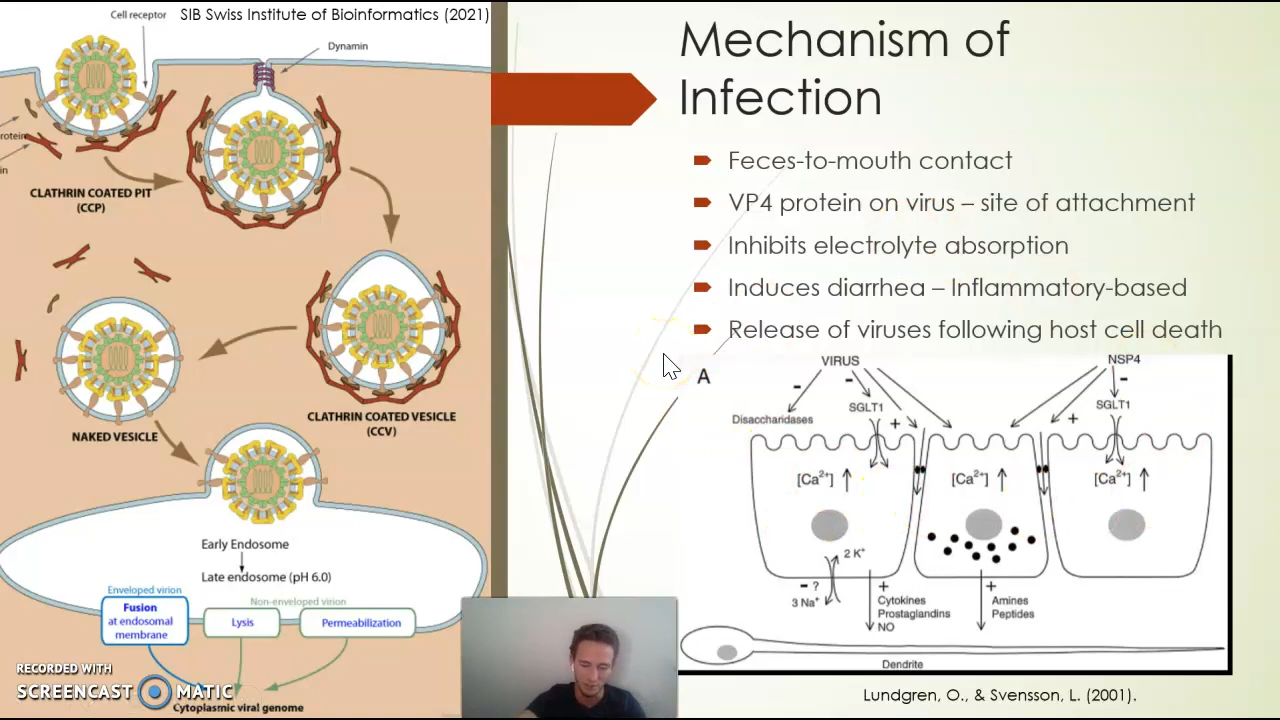 Cell receptor
SIB Swiss Institute of Bioinformatics (2021)
Dynamin
CLATHRIN COATED PIT
(CCP)
CLATHRIN COATED VESICLE
(CCV)
NAKED VESICLE
Early Endosome
Late endosome (pH 6.0)
Enveloped virion
Non-enveloped virion
Fusion
at endosomal
membrane
Lysis
Permeabilization
Cytoplasmic viral genome
RECORDED WITH
SCREENCAST MATIC
Mechanism of
Infection
Feces-to-mouth contact
VP4 protein on virus – site of attachment
Inhibits electrolyte absorption
Induces diarrhea – Inflammatory-based
Release of viruses following host cell death
A
VIRUS
NSP4
– – –
SGLT1
SGLT1
Disaccharidases
+ +
[Ca²⁺] ↑ [Ca²⁺] ↑ [Ca²⁺] ↑
2 K⁺
– ?
3 Na⁺
+
Cytokines
Prostaglandins
NO
+
Amines
Peptides
Dendrite
Lundgren, O., & Svensson, L. (2001).